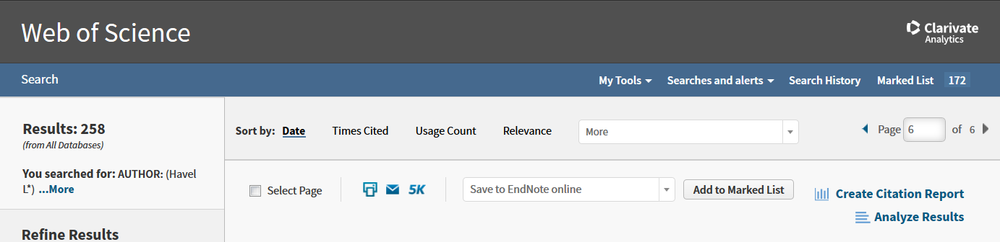 Web of Science
Clarivate
Analytics
Search
My Tools
Searches and alerts
Search History
Marked List
172
Results: 258
(from All Databases)
You searched for: AUTHOR: (Havel
L*) ...More
Refine Results
Sort by:
Date
Times Cited
Usage Count
Relevance
More
Page 6 of 6
Select Page
5K
Save to EndNote online
Add to Marked List
Create Citation Report
Analyze Results